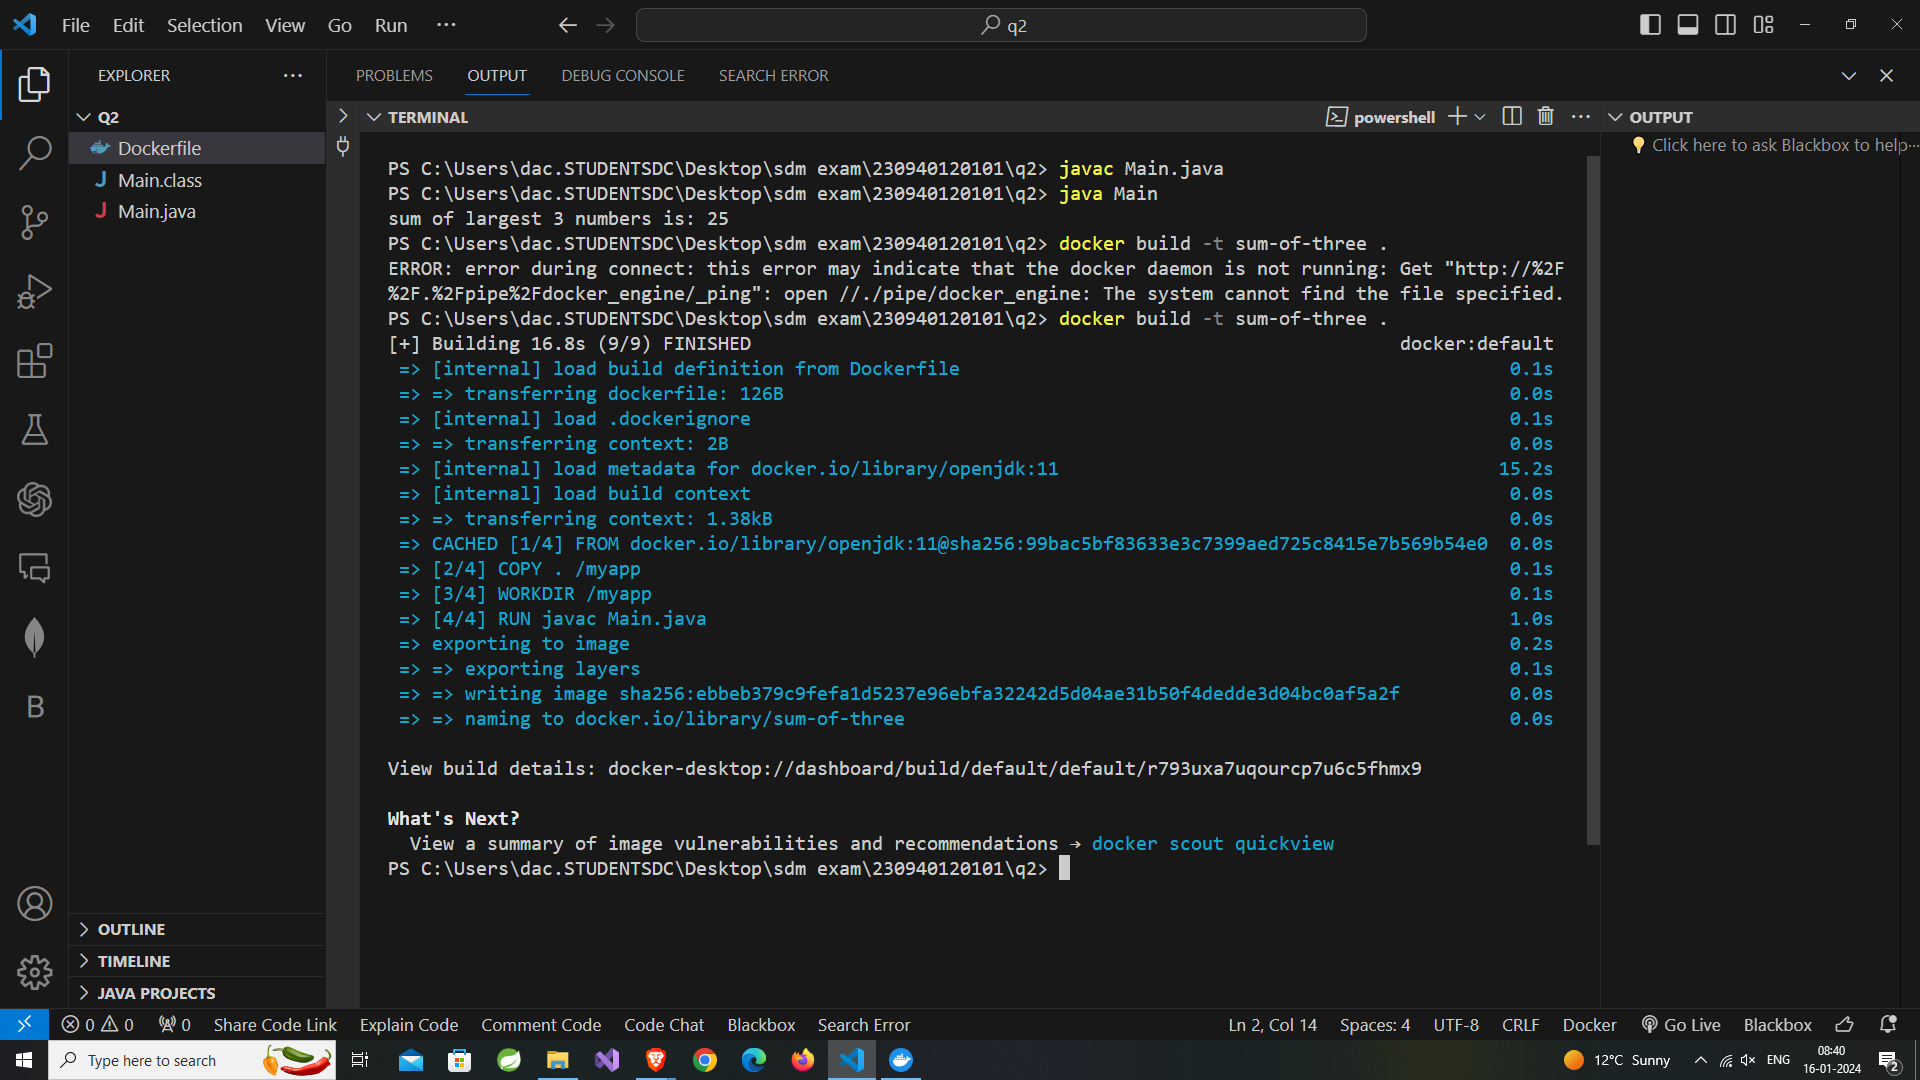 File Edit Selection View Go Run ···
q2
EXPLORER ···
Q2
Dockerfile
J Main.class
J Main.java
OUTLINE
TIMELINE
JAVA PROJECTS
B
PROBLEMS OUTPUT DEBUG CONSOLE SEARCH ERROR
TERMINAL
powershell
OUTPUT
Click here to ask Blackbox to help···
PS C:\Users\dac.STUDENTSDC\Desktop\sdm exam\230940120101\q2> javac Main.java
PS C:\Users\dac.STUDENTSDC\Desktop\sdm exam\230940120101\q2> java Main
sum of largest 3 numbers is: 25
PS C:\Users\dac.STUDENTSDC\Desktop\sdm exam\230940120101\q2> docker build -t sum-of-three .
ERROR: error during connect: this error may indicate that the docker daemon is not running: Get "http://%2F
%2F.%2Fpipe%2Fdocker_engine/_ping": open //./pipe/docker_engine: The system cannot find the file specified.
PS C:\Users\dac.STUDENTSDC\Desktop\sdm exam\230940120101\q2> docker build -t sum-of-three .
[+] Building 16.8s (9/9) FINISHED docker:default
=> [internal] load build definition from Dockerfile 0.1s
=> => transferring dockerfile: 126B 0.0s
=> [internal] load .dockerignore 0.1s
=> => transferring context: 2B 0.0s
=> [internal] load metadata for docker.io/library/openjdk:11 15.2s
=> [internal] load build context 0.0s
=> => transferring context: 1.38kB 0.0s
=> CACHED [1/4] FROM docker.io/library/openjdk:11@sha256:99bac5bf83633e3c7399aed725c8415e7b569b54e0 0.0s
=> [2/4] COPY . /myapp 0.1s
=> [3/4] WORKDIR /myapp 0.1s
=> [4/4] RUN javac Main.java 1.0s
=> exporting to image 0.2s
=> => exporting layers 0.1s
=> => writing image sha256:ebbeb379c9fefa1d5237e96ebfa32242d5d04ae31b50f4dedde3d04bc0af5a2f 0.0s
=> => naming to docker.io/library/sum-of-three 0.0s
View build details: docker-desktop://dashboard/build/default/default/r793uxa7uqourcp7u6c5fhmx9
What's Next?
View a summary of image vulnerabilities and recommendations → docker scout quickview
PS C:\Users\dac.STUDENTSDC\Desktop\sdm exam\230940120101\q2>
0 0 0 Share Code Link Explain Code Comment Code Code Chat Blackbox Search Error Ln 2, Col 14 Spaces: 4 UTF-8 CRLF Docker Go Live Blackbox
Type here to search
12°C Sunny ENG
08:40
16-01-2024
2